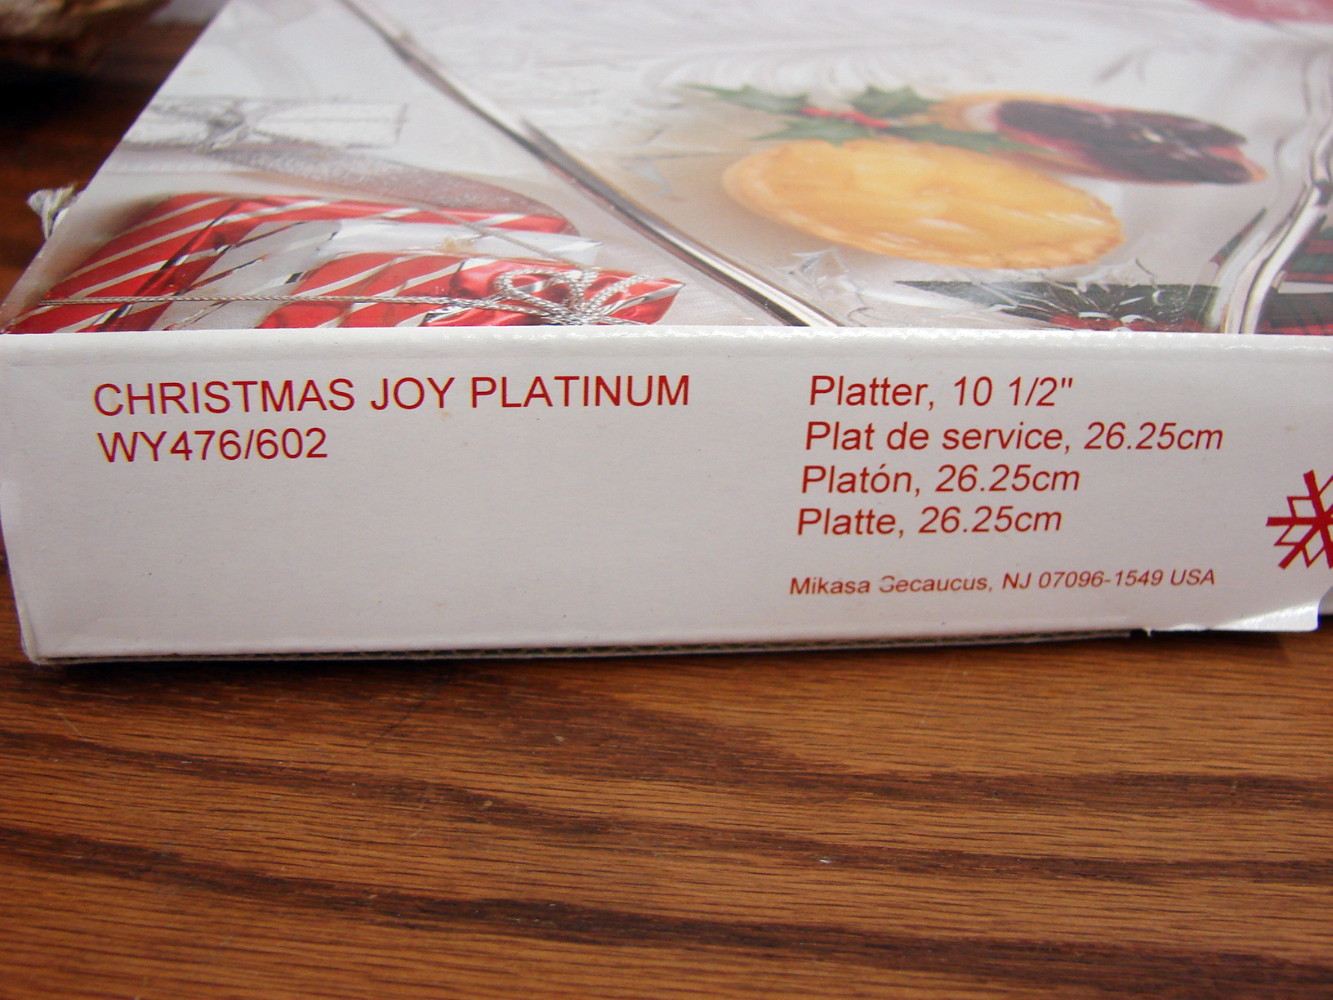 CHRISTMAS JOY PLATINUM
WY476/602
Platter, 10 1/2"
Plat de service, 26.25cm
Platón, 26.25cm
Platte, 26.25cm
Mikasa Secaucus, NJ 07096-1549 USA